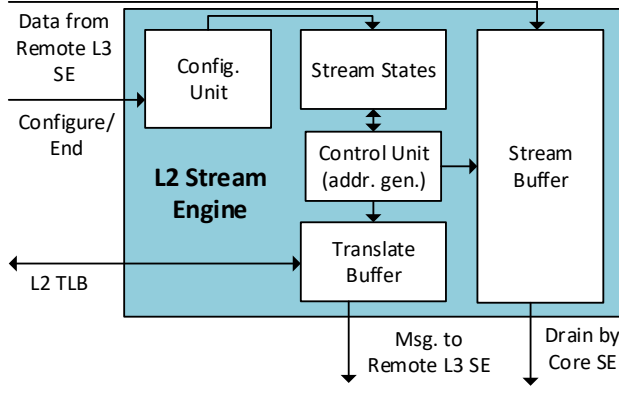 Data from
Remote L3
SE
Configure/
End
Config.
Unit
Stream States
Control Unit
(addr. gen.)
Stream
Buffer
L2 Stream
Engine
Translate
Buffer
L2 TLB
Msg. to
Remote L3 SE
Drain by
Core SE